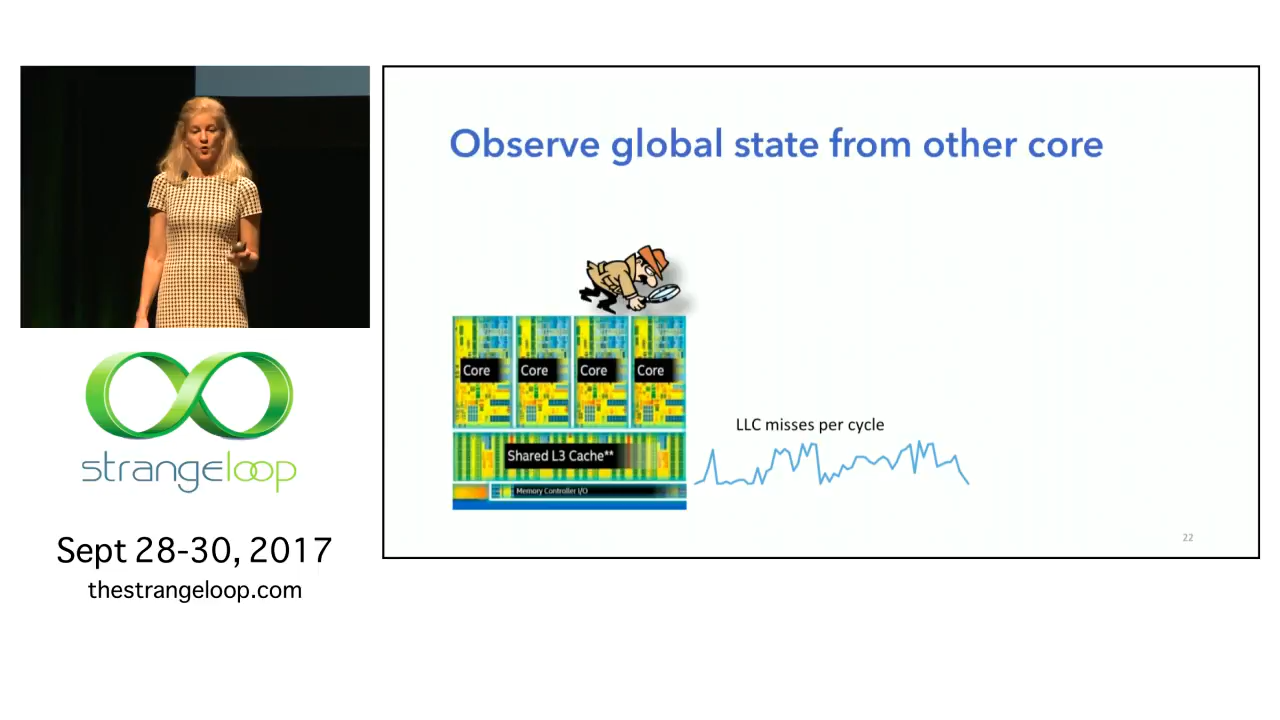 Observe global state from other core
Core
Core
Core
Core
LLC misses per cycle
Shared L3 Cache**
Memory Controller I/O
22
strangeloop
Sept 28-30, 2017
thestrangeloop.com